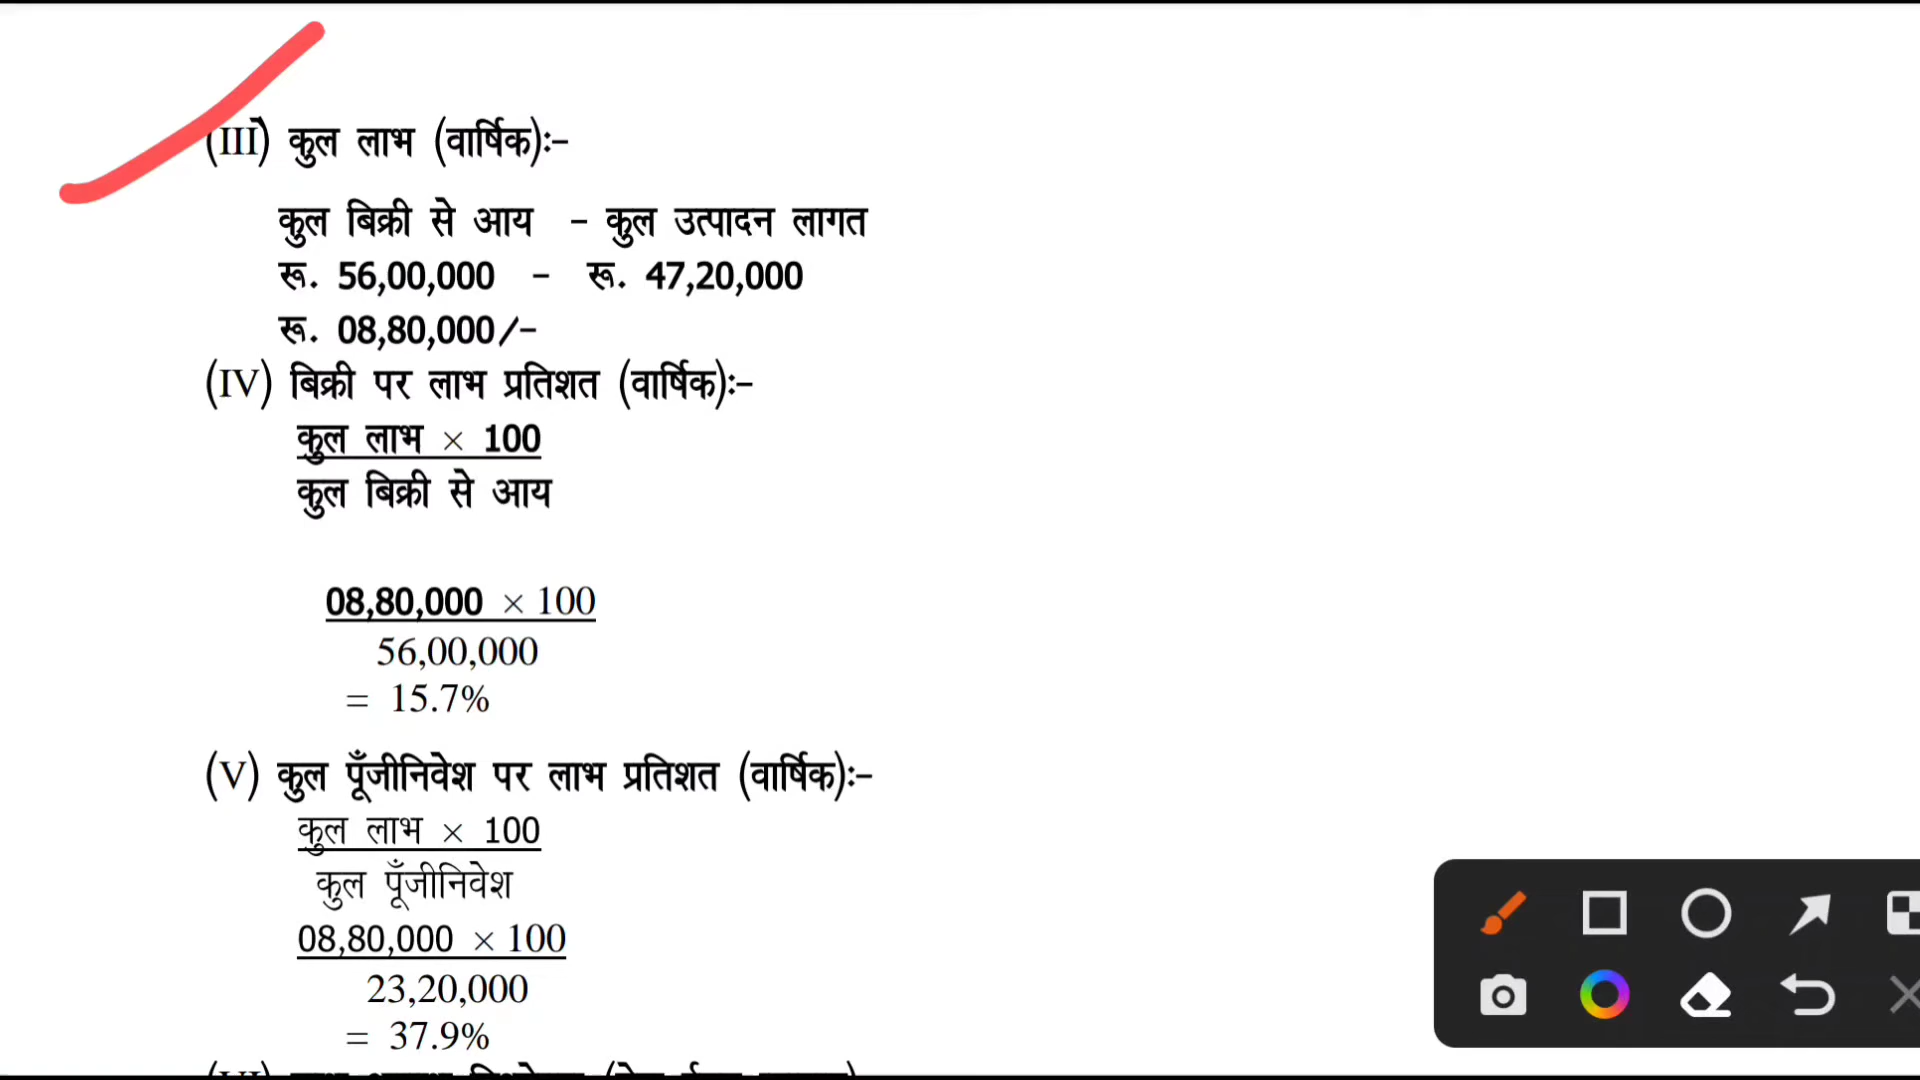 (III) कुल लाभ (वार्षिक):-
कुल बिक्री से आय - कुल उत्पादन लागत
रू. 56,00,000 - रू. 47,20,000
रू. 08,80,000/-
(IV) बिक्री पर लाभ प्रतिशत (वार्षिक):-
कुल लाभ × 100
कुल बिक्री से आय
08,80,000 × 100
56,00,000
= 15.7%
(V) कुल पूँजीनिवेश पर लाभ प्रतिशत (वार्षिक):-
कुल लाभ × 100
कुल पूँजीनिवेश
08,80,000 × 100
23,20,000
= 37.9%